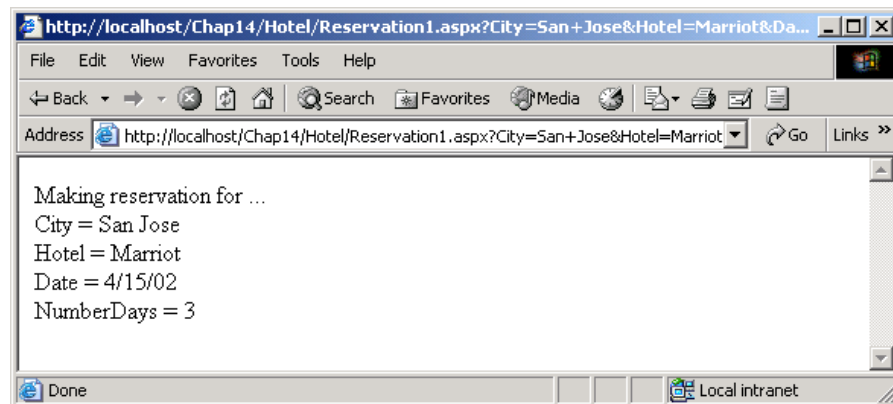 http://localhost/Chap14/Hotel/Reservation1.aspx?City=San+Jose&Hotel=Marriot&Da...
File Edit View Favorites Tools Help
Back Search Favorites Media
Address http://localhost/Chap14/Hotel/Reservation1.aspx?City=San+Jose&Hotel=Marriot Go Links »
Making reservation for ...
City = San Jose
Hotel = Marriot
Date = 4/15/02
NumberDays = 3
Done Local intranet